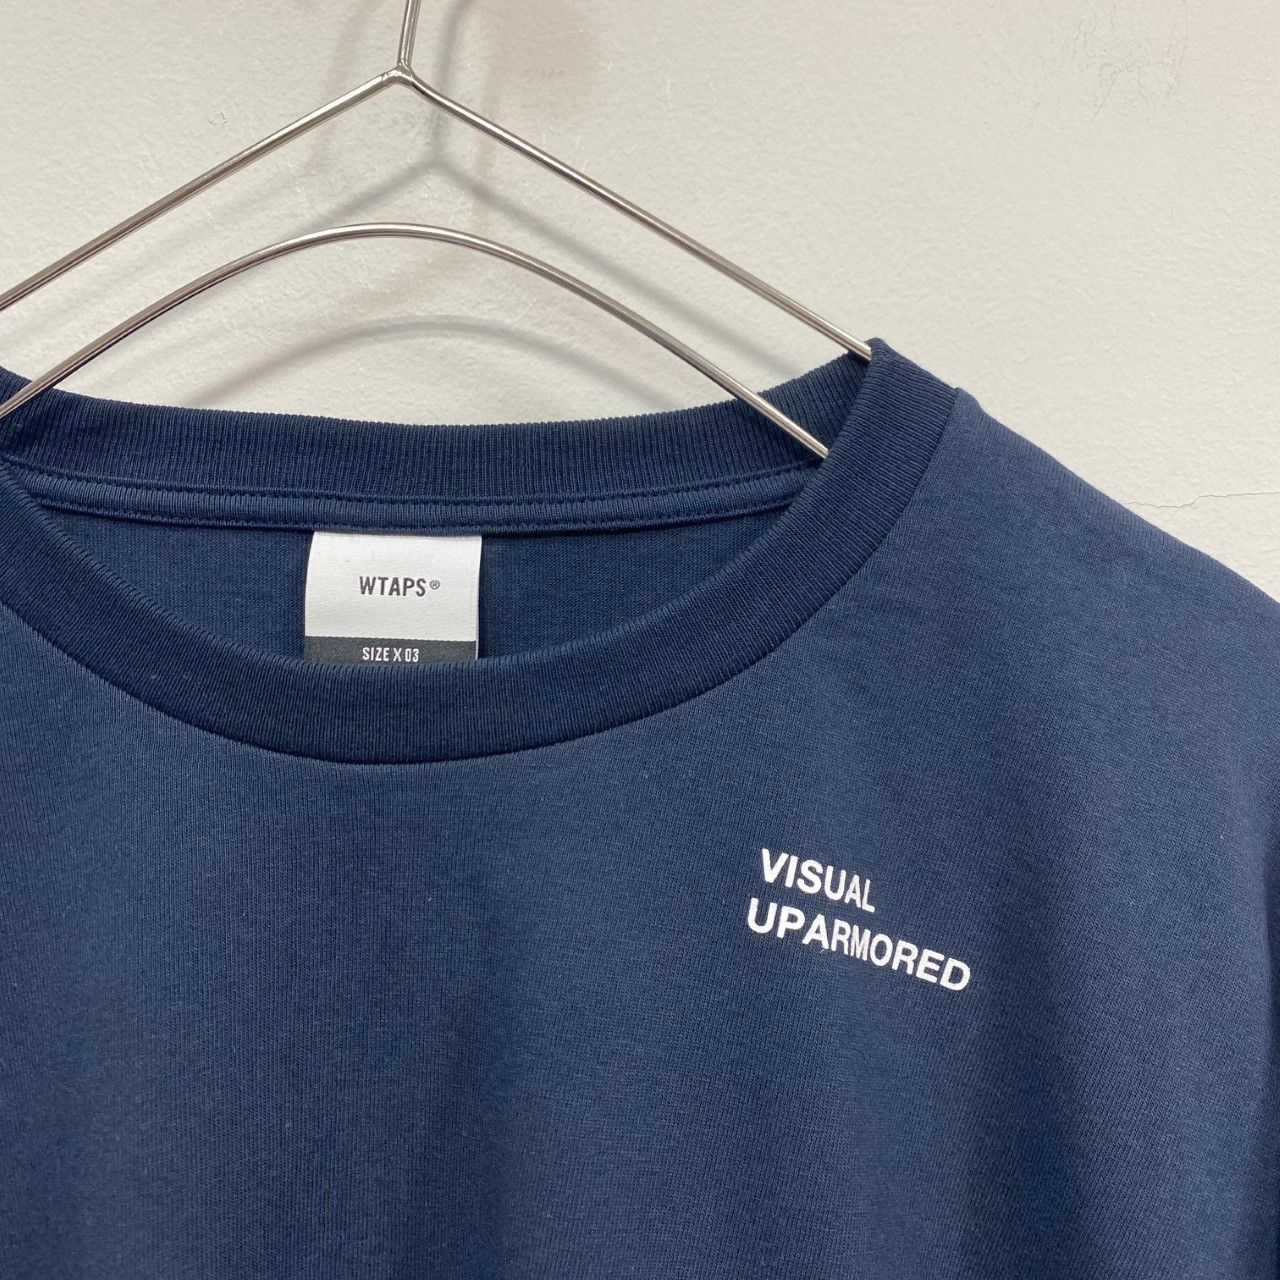 WTAPS®
SIZE X 03
VISUAL
UPARMORED